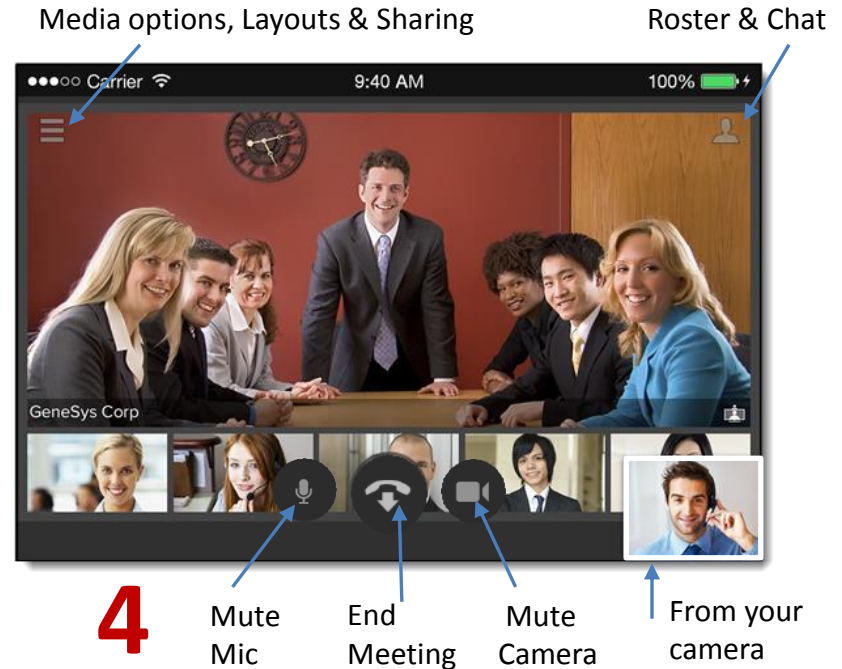 Media options, Layouts & Sharing
Roster & Chat
Carrier
9:40 AM
100%
GeneSys Corp
4
Mute
Mic
End
Meeting
Mute
Camera
From your
camera